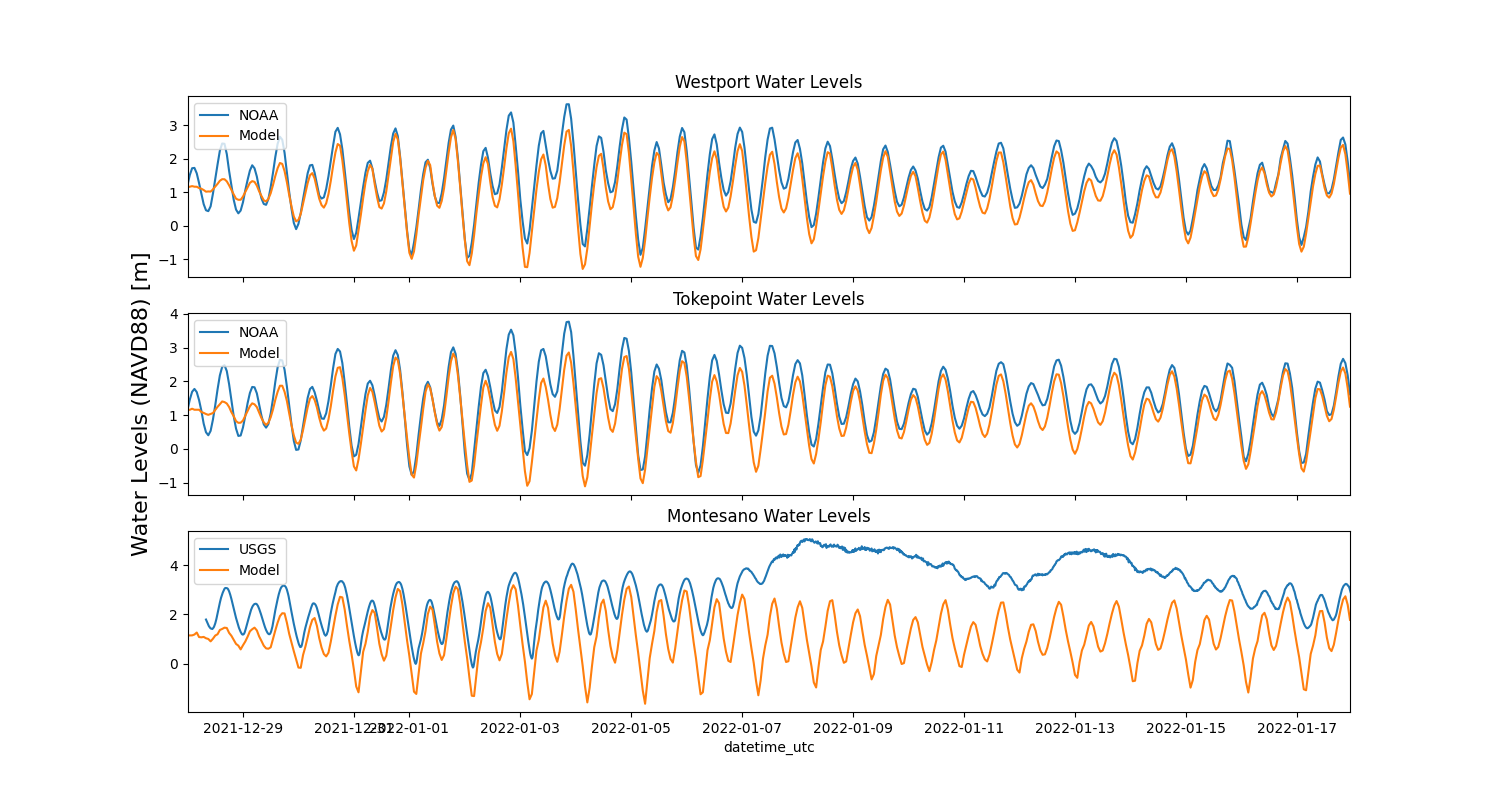 Westport Water Levels
NOAA
Model
3
2
1
0
−1
Tokepoint Water Levels
NOAA
Model
4
3
2
1
0
−1
Water Levels (NAVD88) [m]
Montesano Water Levels
USGS
Model
4
2
0
2021-12-29 2021-12-31 2022-01-01 2022-01-03 2022-01-05 2022-01-07 2022-01-09 2022-01-11 2022-01-13 2022-01-15 2022-01-17
datetime_utc